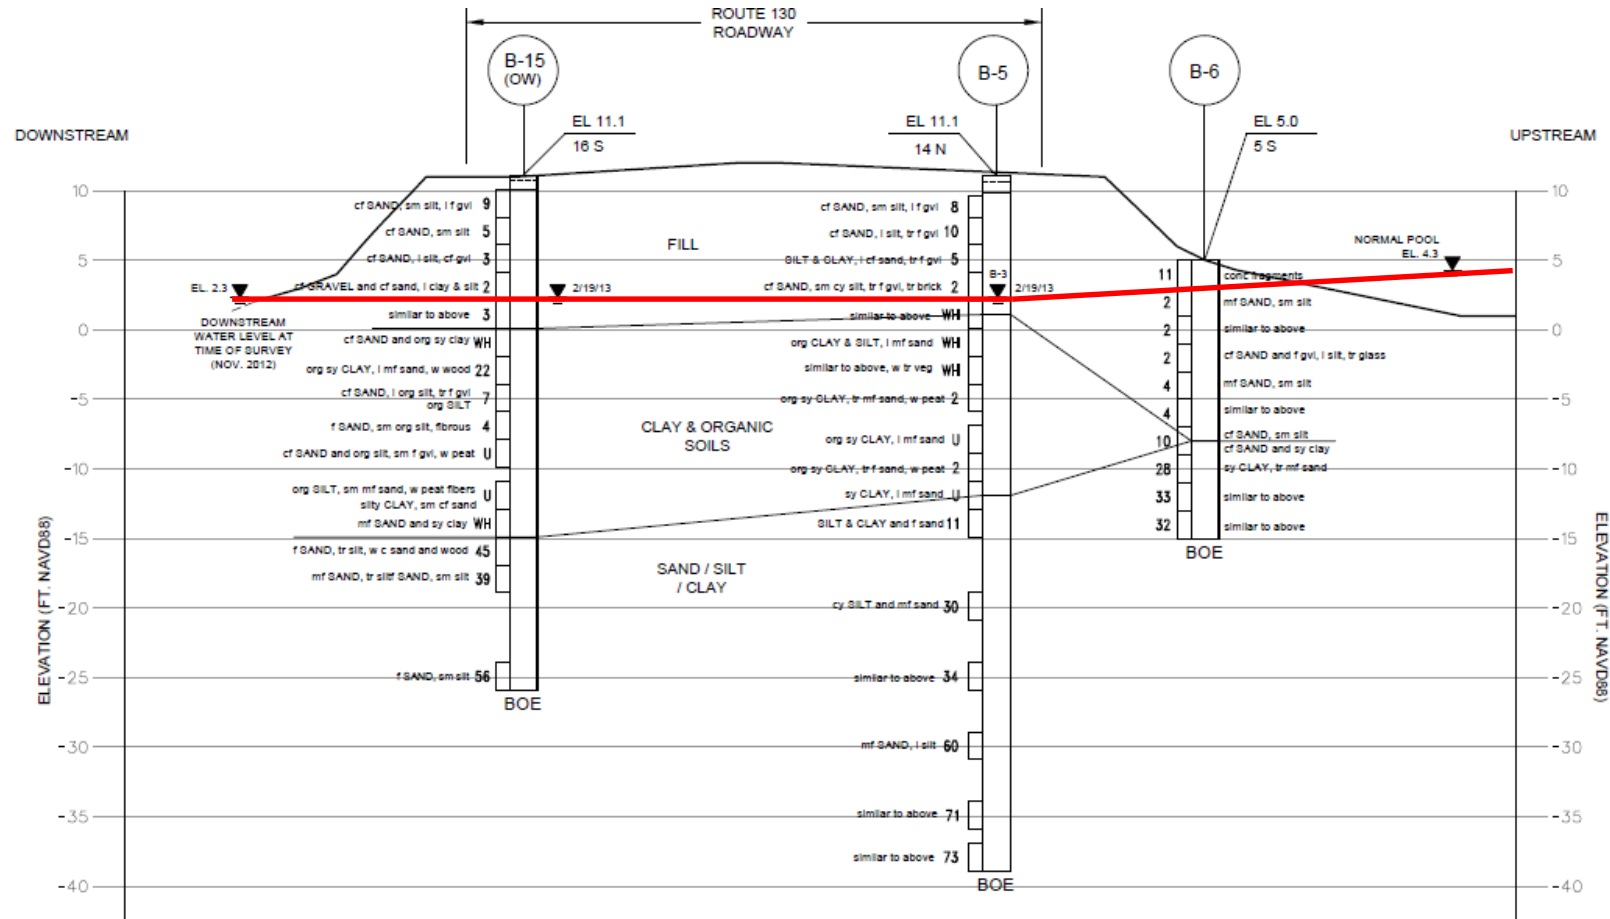 ROUTE 130
ROADWAY
B-15
(OW)
B-5
B-6
EL 11.1
16 S
EL 11.1
14 N
EL 5.0
5 S
DOWNSTREAM
UPSTREAM
10
5
0
-5
-10
-15
-20
-25
-30
-35
-40
ELEVATION (FT. NAVD88)
EL. 2.3
DOWNSTREAM
WATER LEVEL AT
TIME OF SURVEY
(NOV. 2012)
cf SAND, sm silt, l f gvl 9
cf SAND, sm silt 5
cf SAND, l silt, cf gvl 3
cf GRAVEL and cf sand, l clay & silt 2
similar to above 3
cf SAND and org sy clay WH
org sy CLAY, l mf sand, w wood 22
cf SAND, l org silt, tr f gvl 7
org SILT
f SAND, sm org silt, fibrous 4
cf SAND and org silt, sm f gvl, w peat U
org SILT, sm mf sand, w peat fibers U
silty CLAY, sm cf sand
mf SAND and sy clay WH
f SAND, tr silt, w c sand and wood 45
mf SAND, tr silt/f SAND, sm silt 39
f SAND, sm silt 56
BOE
2/19/13
FILL
CLAY & ORGANIC
SOILS
SAND / SILT
/ CLAY
cf SAND, sm silt, l f gvl 8
cf SAND, l silt, tr f gvl 10
SILT & CLAY, l cf sand, tr f gvl 5
cf SAND, sm cy silt, tr f gvl, tr brick 2
similar to above WH
org CLAY & SILT, l mf sand WH
similar to above, w tr veg WH
org sy CLAY, tr mf sand, w peat 2
org sy CLAY, l mf sand U
org sy CLAY, tr f sand, w peat 2
sy CLAY, l mf sand U
SILT & CLAY and f sand 11
cy SILT and mf sand 30
similar to above 34
mf SAND, l silt 60
similar to above 71
similar to above 73
BOE
B-3
2/19/13
11 conc fragments
2 mf SAND, sm silt
2 similar to above
2 cf SAND and f gvl, l silt, tr glass
4 mf SAND, sm silt
4 similar to above
10 cf SAND, sm silt
cf SAND and sy clay
28 sy CLAY, tr mf sand
33 similar to above
32 similar to above
BOE
NORMAL POOL
EL. 4.3
10
5
0
-5
-10
-15
-20
-25
-30
-35
-40
ELEVATION (FT. NAVD88)